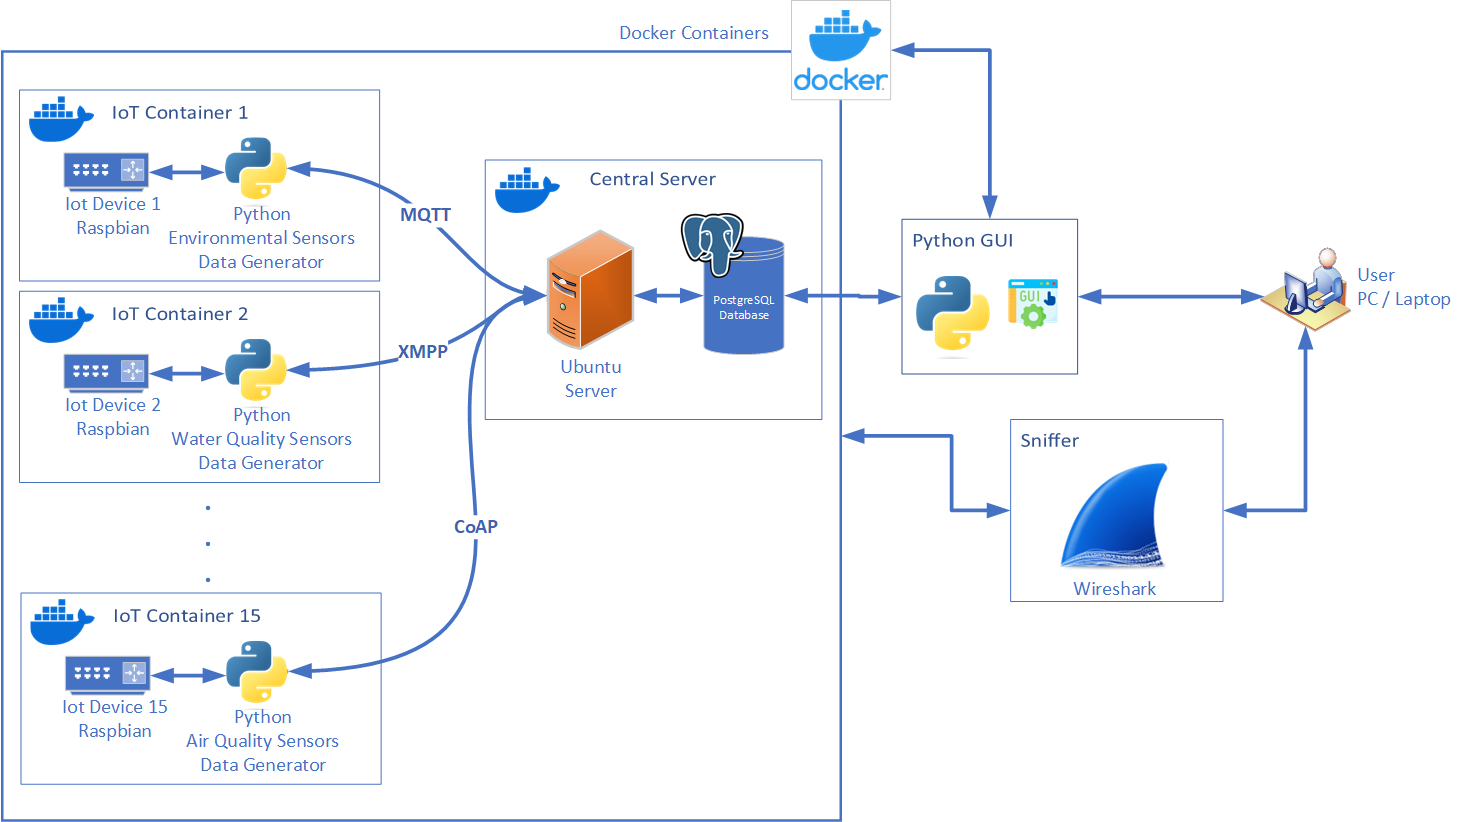 Docker Containers
docker
IoT Container 1
Iot Device 1
Raspbian
Python
Environmental Sensors
Data Generator
MQTT
IoT Container 2
Iot Device 2
Raspbian
Python
Water Quality Sensors
Data Generator
XMPP
CoAP
IoT Container 15
Iot Device 15
Raspbian
Python
Air Quality Sensors
Data Generator
Central Server
Ubuntu
Server
PostgreSQL
Database
Python GUI
GUI
User
PC / Laptop
Sniffer
Wireshark